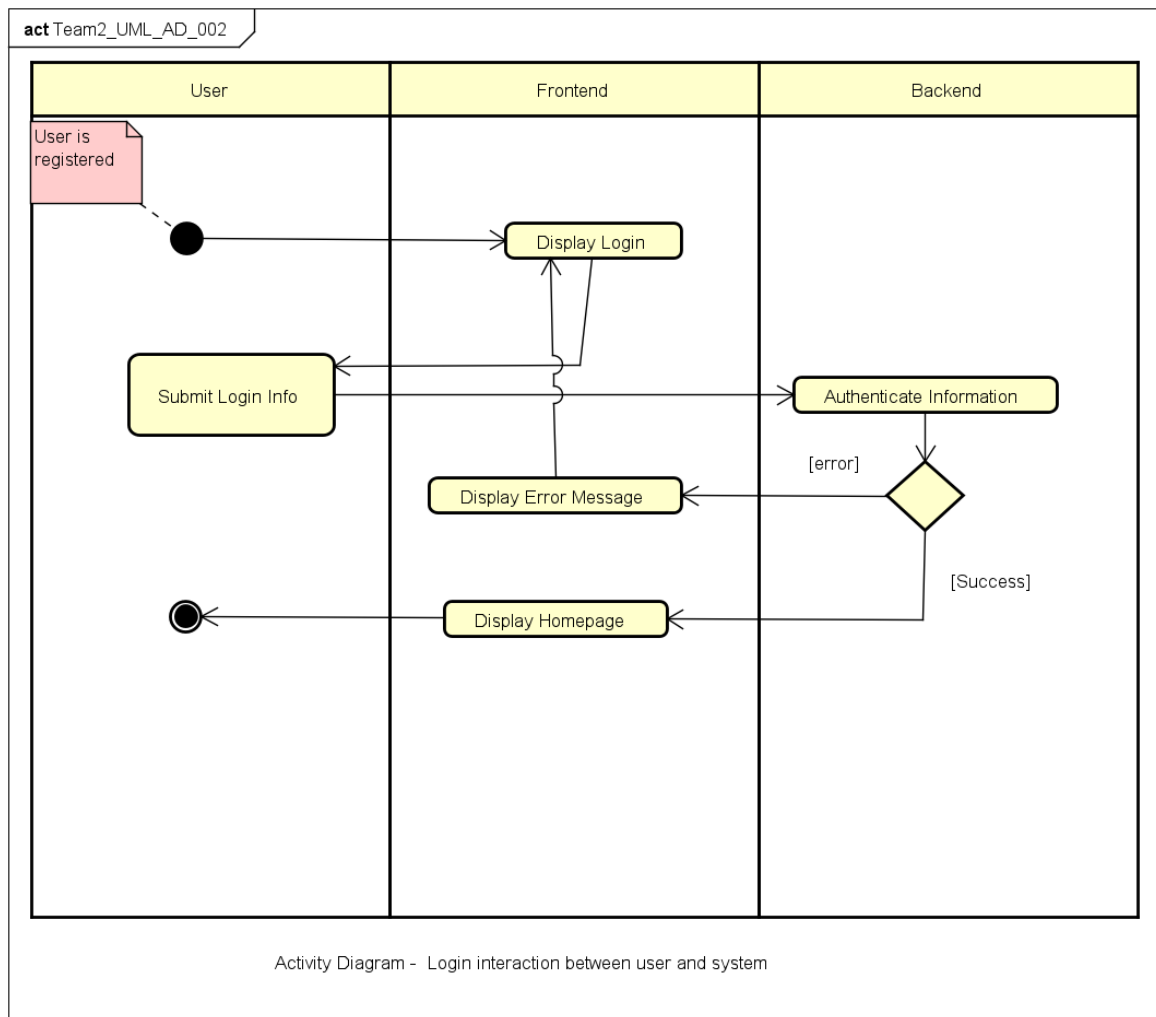 act Team2_UML_AD_002
User
Frontend
Backend
User is
registered
Display Login
Submit Login Info
Authenticate Information
[error]
Display Error Message
[Success]
Display Homepage
Activity Diagram - Login interaction between user and system